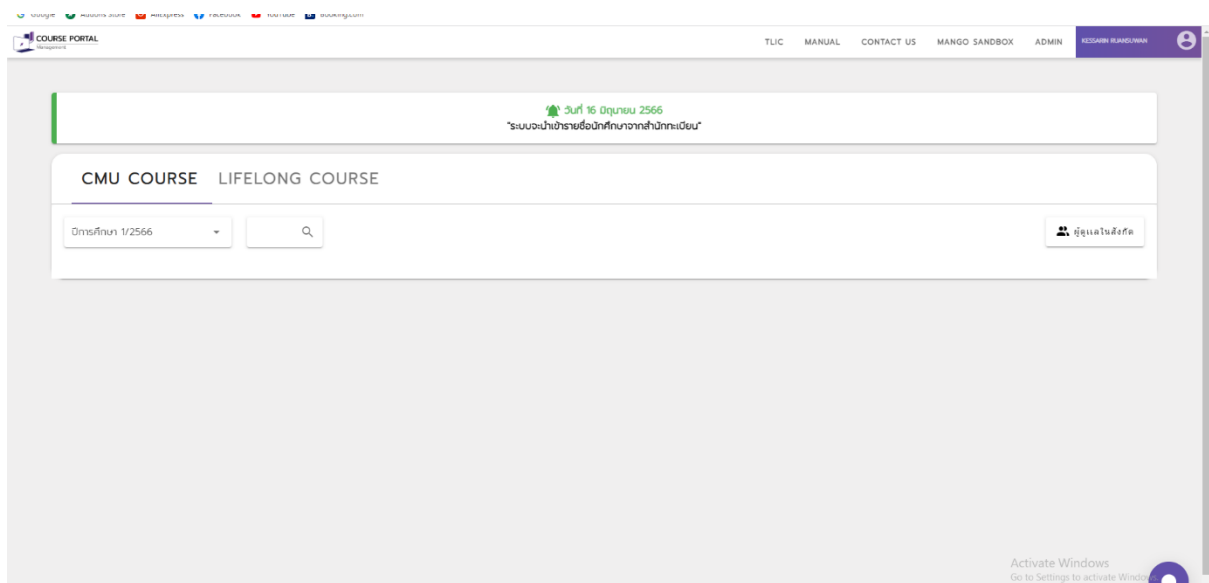 Google Addons Store AliExpress Facebook YouTube Booking.com
COURSE PORTAL
Management
TLIC MANUAL CONTACT US MANGO SANDBOX ADMIN KESSARIN RUANSUWAN
วันที่ 16 มิถุนายน 2566
"ระบบจะนำเข้ารายชื่อนักศึกษาจากสำนักทะเบียน"
CMU COURSE LIFELONG COURSE
ปีการศึกษา 1/2566
ผู้ดูแลในสังกัด
Activate Windows
Go to Settings to activate Windows